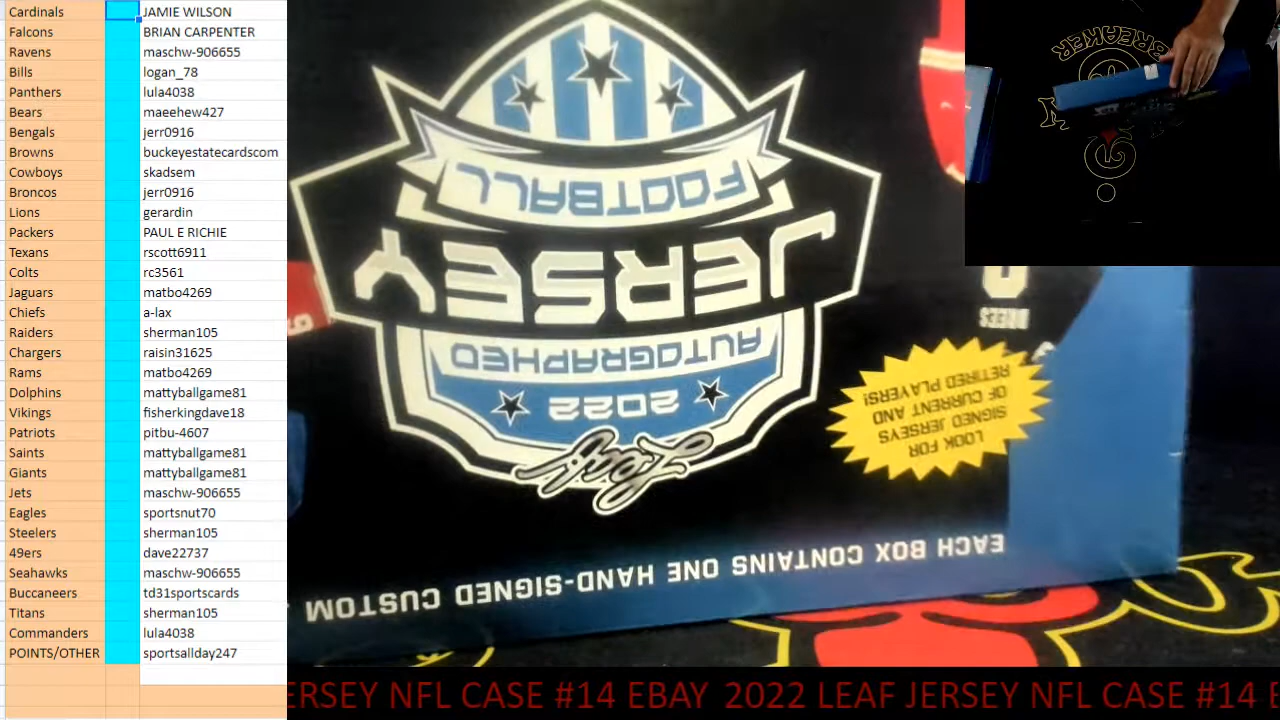 Cardinals JAMIE WILSON
Falcons BRIAN CARPENTER
Ravens maschw-906655
Bills logan_78
Panthers lula4038
Bears maeehew427
Bengals jerr0916
Browns buckeyestatecardscom
Cowboys skadsem
Broncos jerr0916
Lions gerardin
Packers PAUL E RICHIE
Texans rscott6911
Colts rc3561
Jaguars matbo4269
Chiefs a-lax
Raiders sherman105
Chargers raisin31625
Rams matbo4269
Dolphins mattyballgame81
Vikings fisherkingdave18
Patriots pitbu-4607
Saints mattyballgame81
Giants mattyballgame81
Jets maschw-906655
Eagles sportsnut70
Steelers sherman105
49ers dave22737
Seahawks maschw-906655
Buccaneers td31sportscards
Titans sherman105
Commanders lula4038
POINTS/OTHER sportsallday247
BREAKER
EACH BOX CONTAINS ONE HAND-SIGNED CUSTOM
Leaf
2022
AUTOGRAPHED
JERSEY
FOOTBALL
LOOK FOR
SIGNED JERSEYS
OF CURRENT AND
RETIRED PLAYERS!
BREES
ERSEY NFL CASE #14 EBAY 2022 LEAF JERSEY NFL CASE #14 E